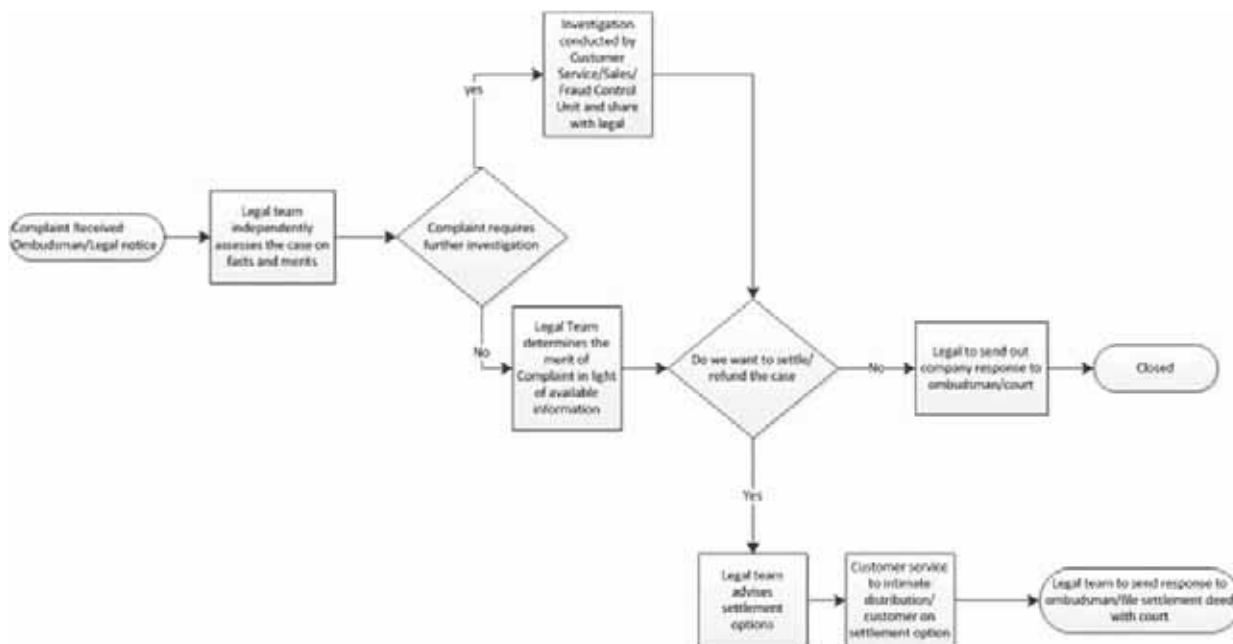 Investigation
conducted by
Customer
Service/Sales/
Fraud Control
Unit and share
with legal
yes
Complaint Received
Ombudsman/Legal notice
Legal team
independently
assesses the case on
fasts and merits
Complaint requires
further investigation
No
Legal Team
determines the
merit of
Complaint in light
of available
information
Do we want to settle/
refund the case
No
Legal to send out
company response to
ombudsman/court
Closed
Yes
Legal team
advises
settlement
options
Customer service
to intimate
distribution/
customer on
settlement option
Legal team to send response to
ombudsman/file settlement deed
with court